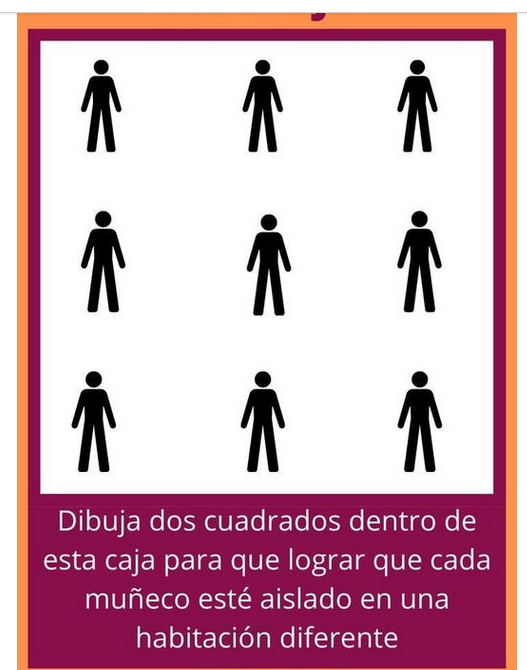 Dibuja dos cuadrados dentro de
esta caja para que lograr que cada
muñeco esté aislado en una
habitación diferente